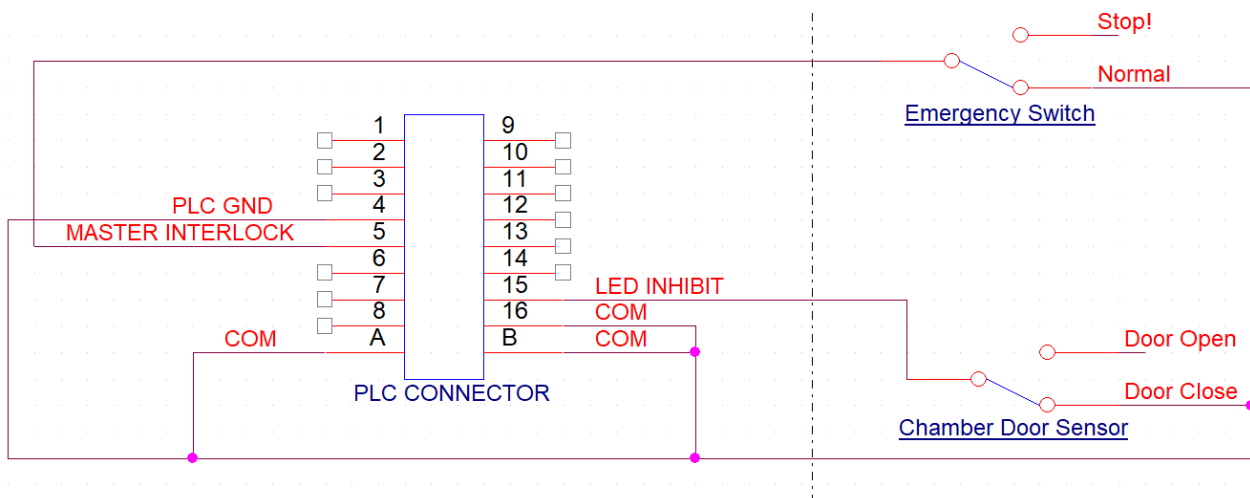 Stop!
Normal
Emergency Switch
1 9
2 10
3 11
PLC GND 4 12
MASTER INTERLOCK 5 13
6 14
7 15 LED INHIBIT
8 16 COM
COM A B COM
PLC CONNECTOR
Door Open
Door Close
Chamber Door Sensor